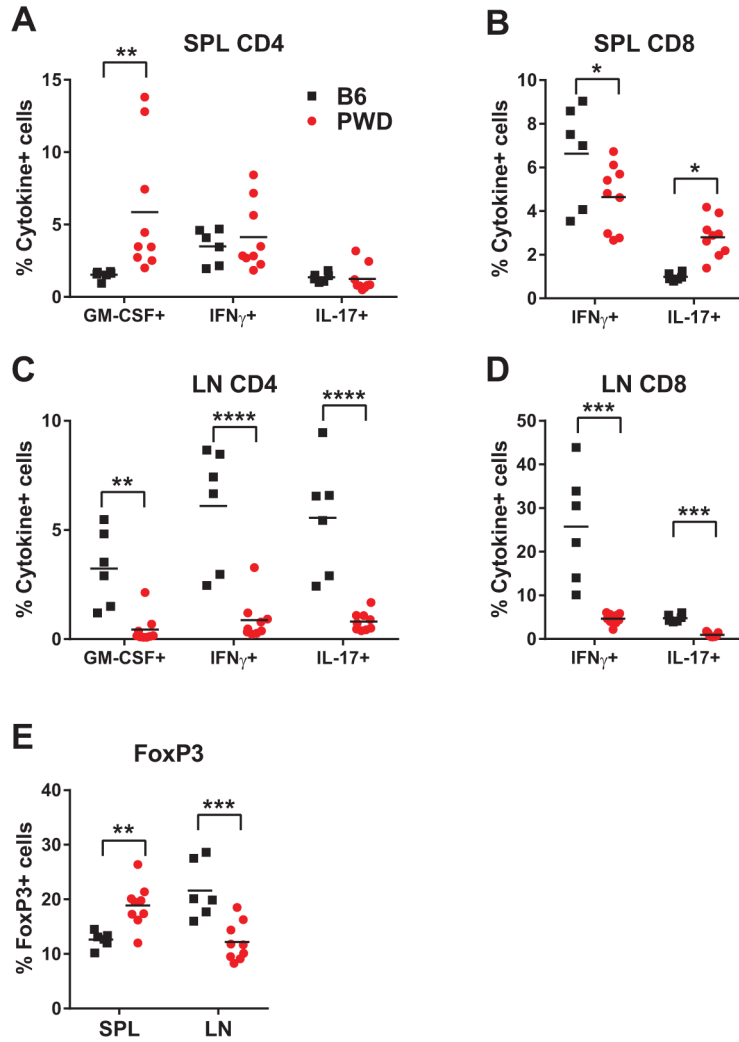 A
SPL CD4
% Cytokine+ cells
15
10
5
0
**
B6
PWD
GM-CSF+
IFNγ+
IL-17+
B
SPL CD8
% Cytokine+ cells
10
8
6
4
2
0
*
*
IFNγ+
IL-17+
C
LN CD4
% Cytokine+ cells
10
5
0
**
****
****
GM-CSF+
IFNγ+
IL-17+
D
LN CD8
% Cytokine+ cells
50
40
30
20
10
0
***
***
IFNγ+
IL-17+
E
FoxP3
% FoxP3+ cells
40
30
20
10
0
**
***
SPL
LN